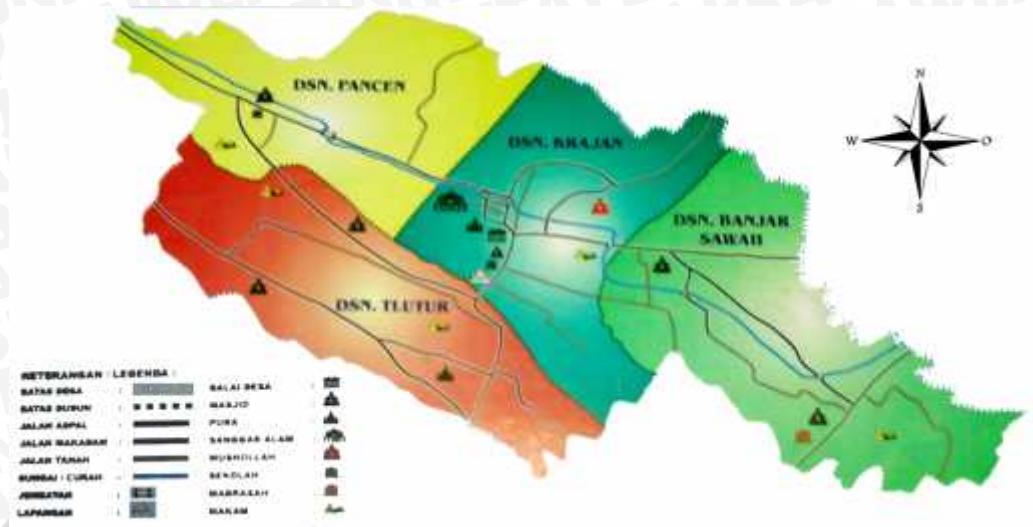 DSN. PANCEN
DSN. KRAJAN
DSN. BANJAR
SAWAH
DSN. TLUTUR
N
W
O
S
KETERANGAN : LEGENDA :
BATAS DESA :
BATAS DUSUN :
JALAN ASPAL :
JALAN MAKADAM :
JALAN TANAH :
SUNGAI / CURAH :
JEMBATAN :
LAPANGAN :
BALAI DESA :
MASJID :
PURA :
SANGGAR ALAM :
MUSHOLLAH :
SEKOLAH :
MADRASAH :
MAKAM :